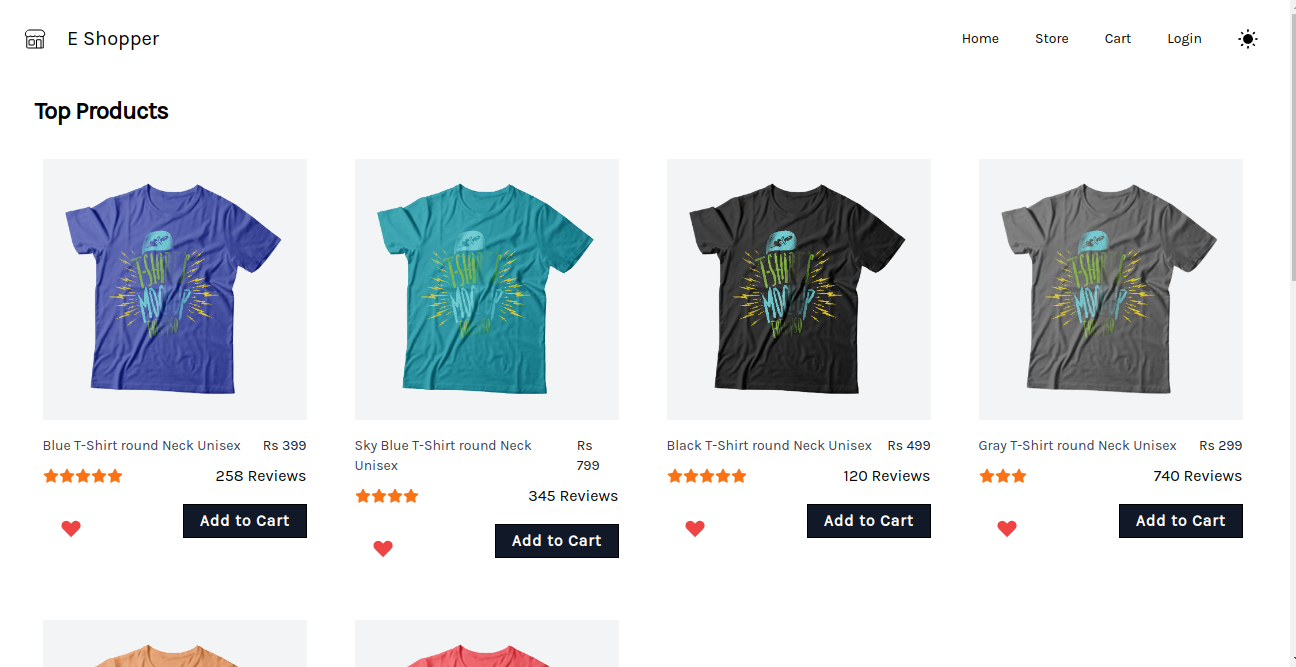 E Shopper
Home Store Cart Login
Top Products
Blue T-Shirt round Neck Unisex Rs 399
258 Reviews
Add to Cart
Sky Blue T-Shirt round Neck Rs
Unisex 799
345 Reviews
Add to Cart
Black T-Shirt round Neck Unisex Rs 499
120 Reviews
Add to Cart
Gray T-Shirt round Neck Unisex Rs 299
740 Reviews
Add to Cart